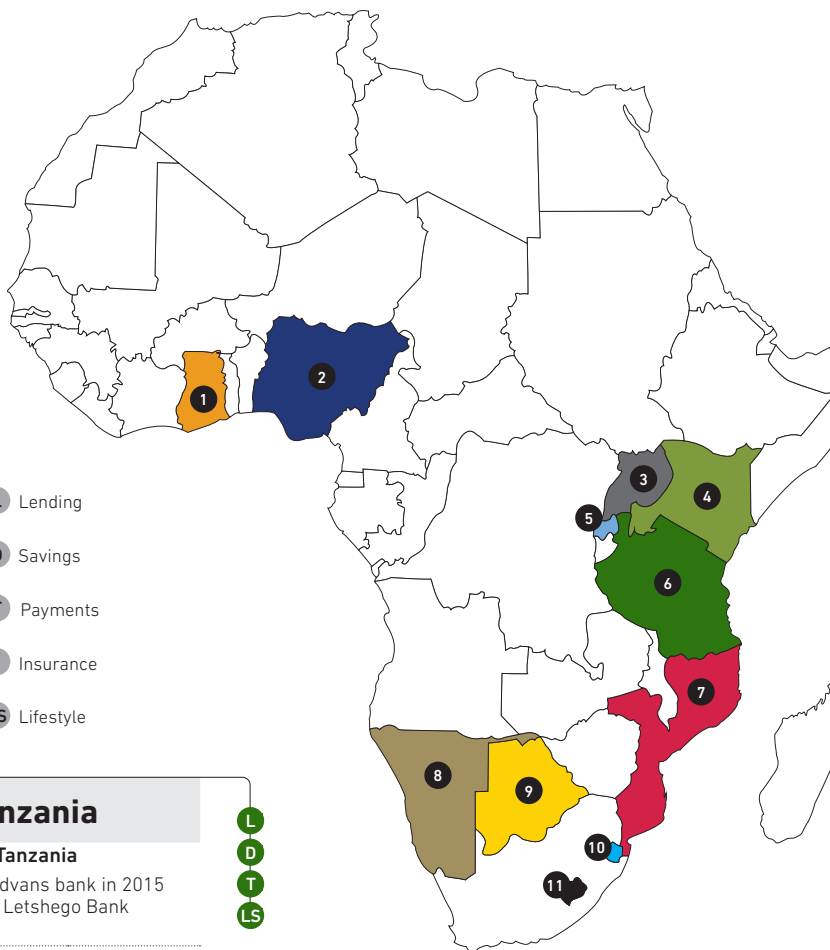 1
2
3
4
5
6
7
8
9
10
11
Lending
Savings
Payments
Insurance
S Lifestyle
nzania
Tanzania
dvans bank in 2015
Letshego Bank
L
D
T
LS